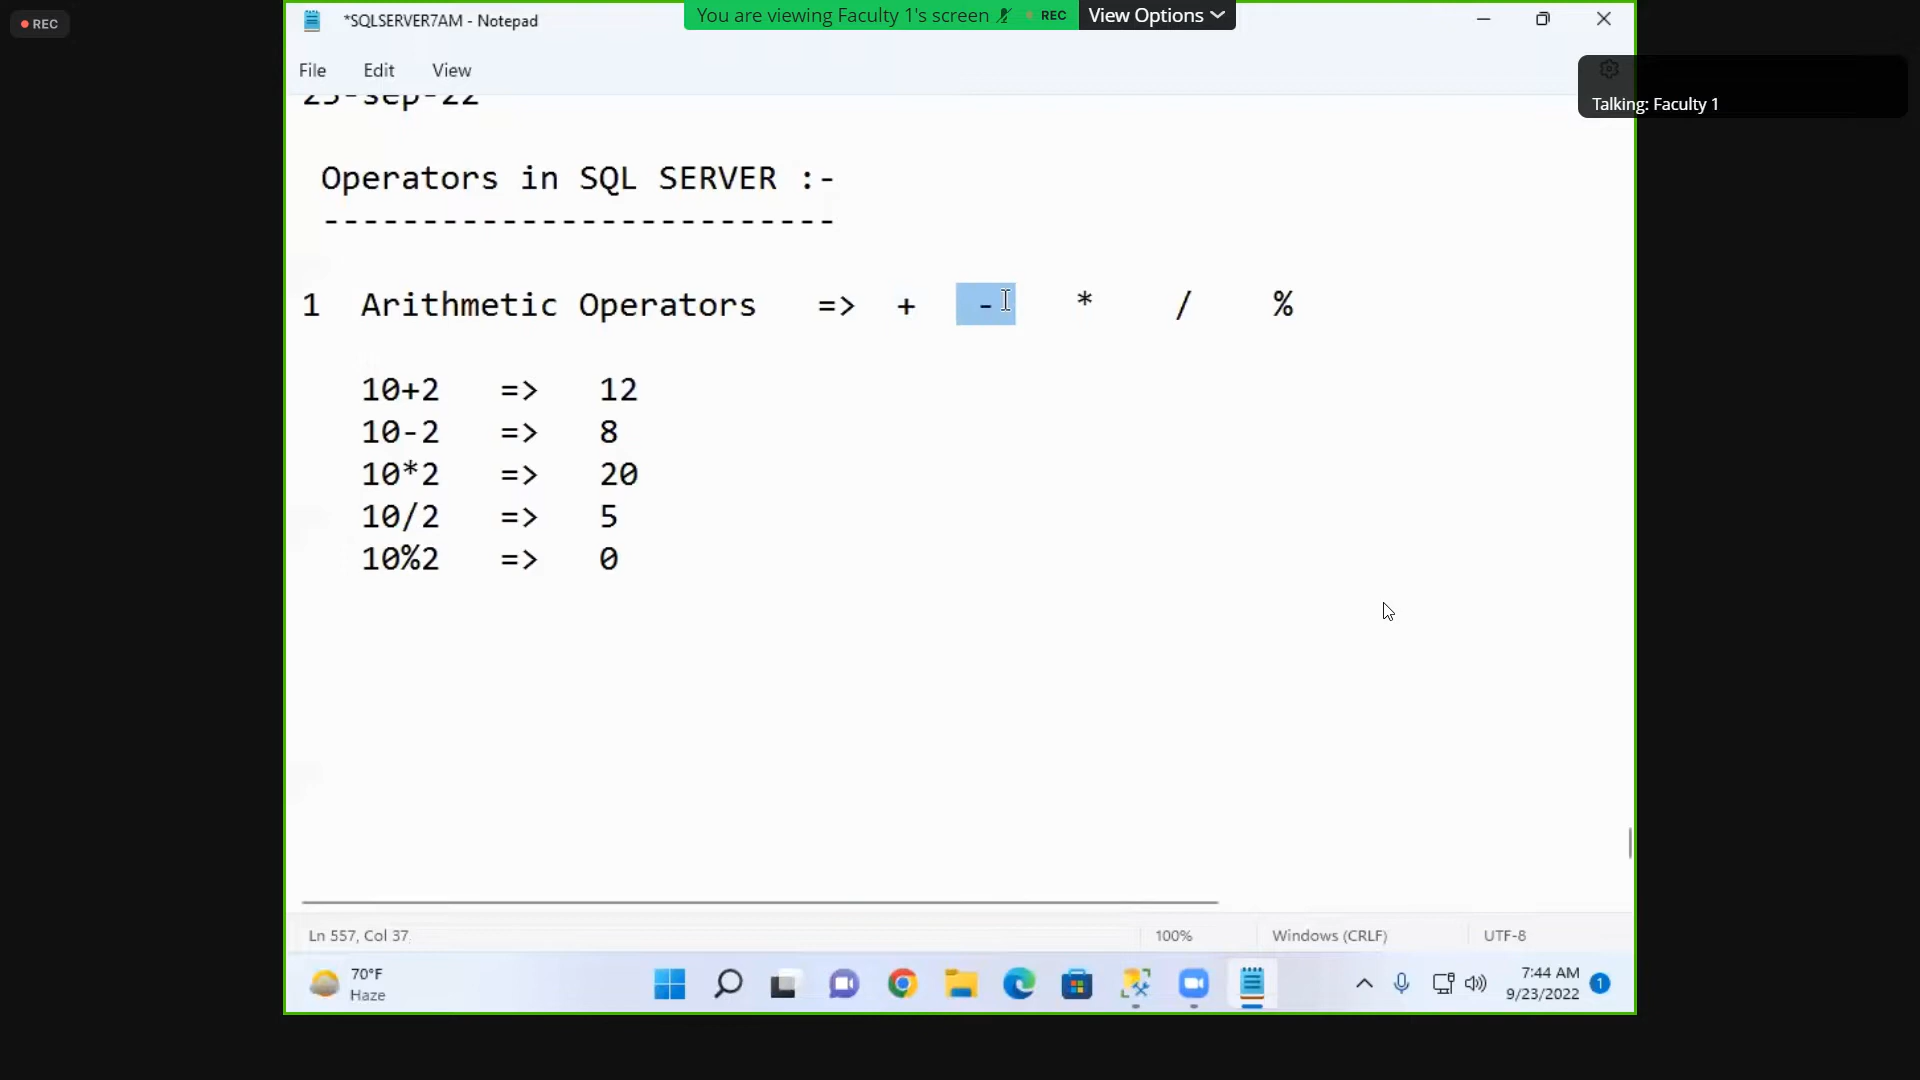 REC
*SQLSERVER7AM - Notepad
You are viewing Faculty 1's screen REC View Options
File Edit View
Talking: Faculty 1
23-sep-22
Operators in SQL SERVER :-
--------------------------
1 Arithmetic Operators => + - * / %
10+2 => 12
10-2 => 8
10*2 => 20
10/2 => 5
10%2 => 0
Ln 557, Col 37 100% Windows (CRLF) UTF-8
70°F
Haze
7:44 AM
9/23/2022 1